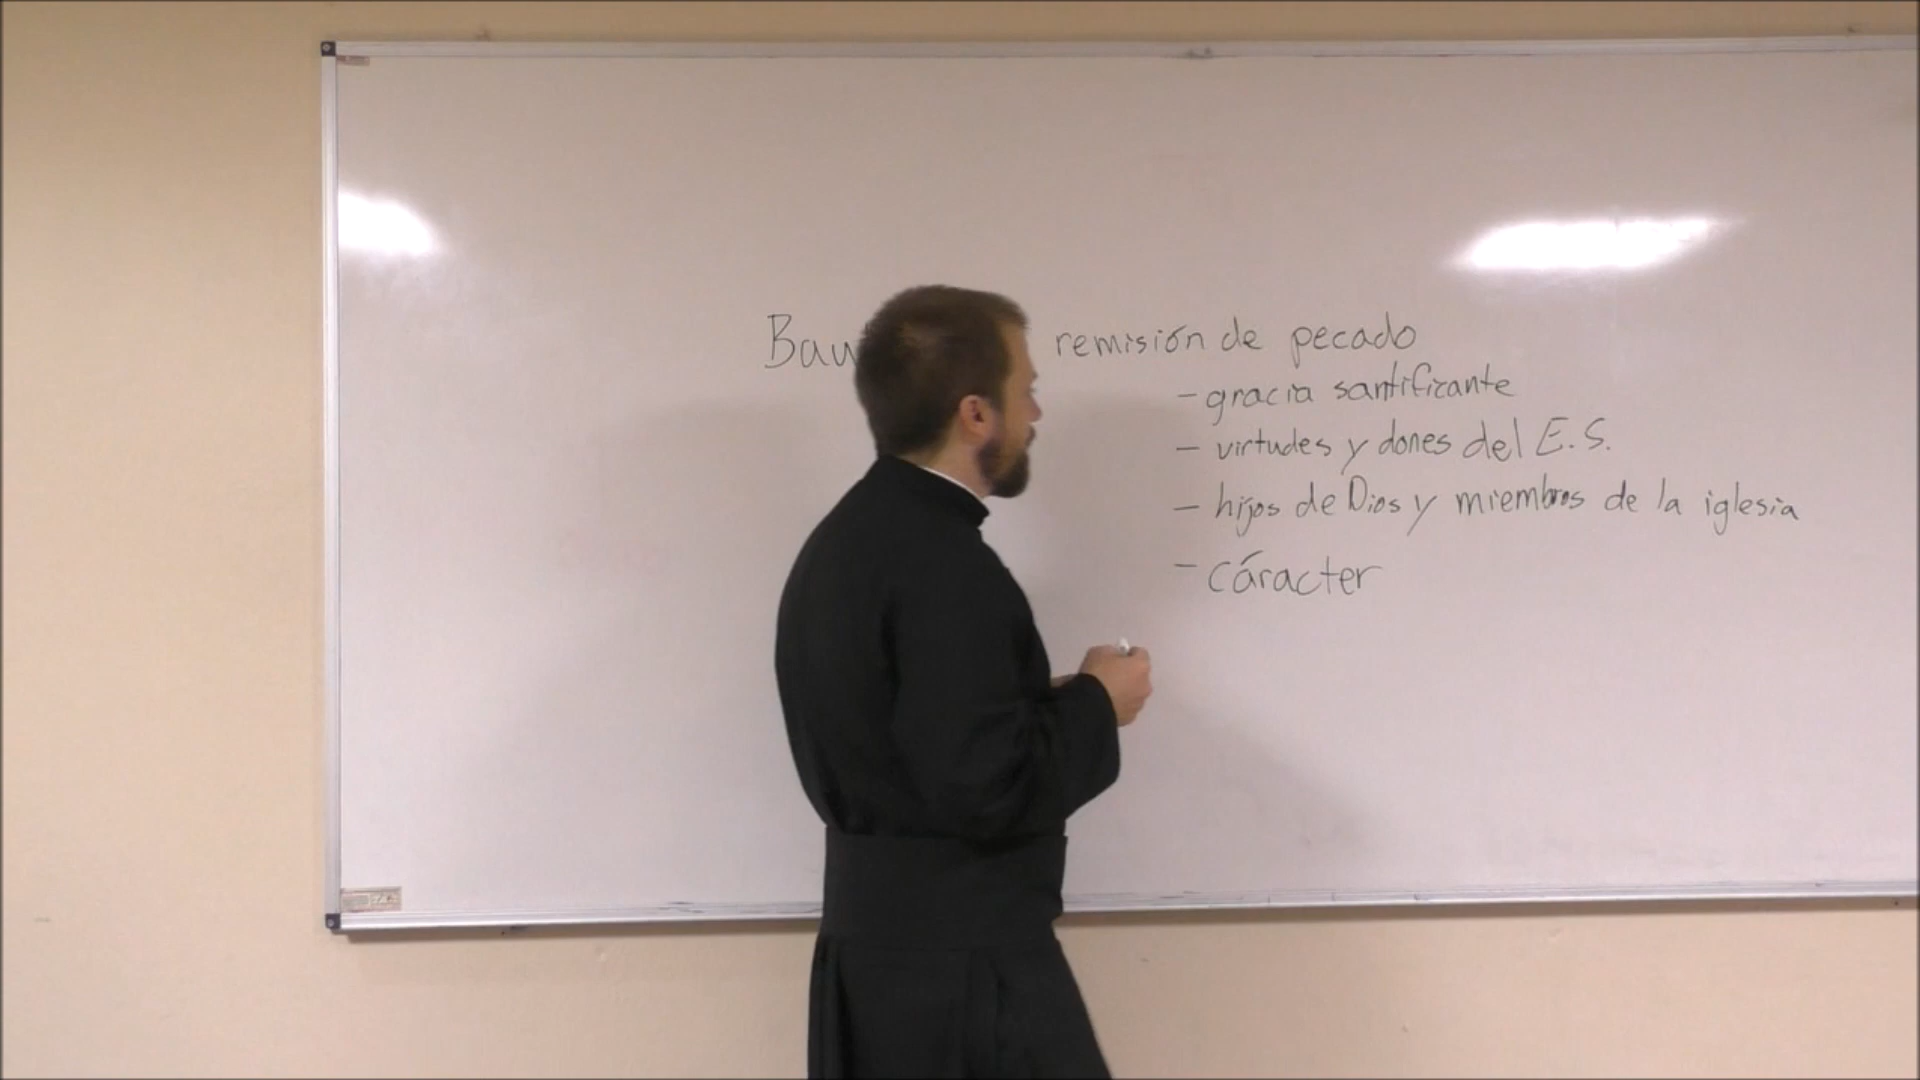 Bau remisión de pecado
- gracia santificante
- virtudes y dones del E.S.
- hijos de Dios y miembros de la iglesia
- cáracter